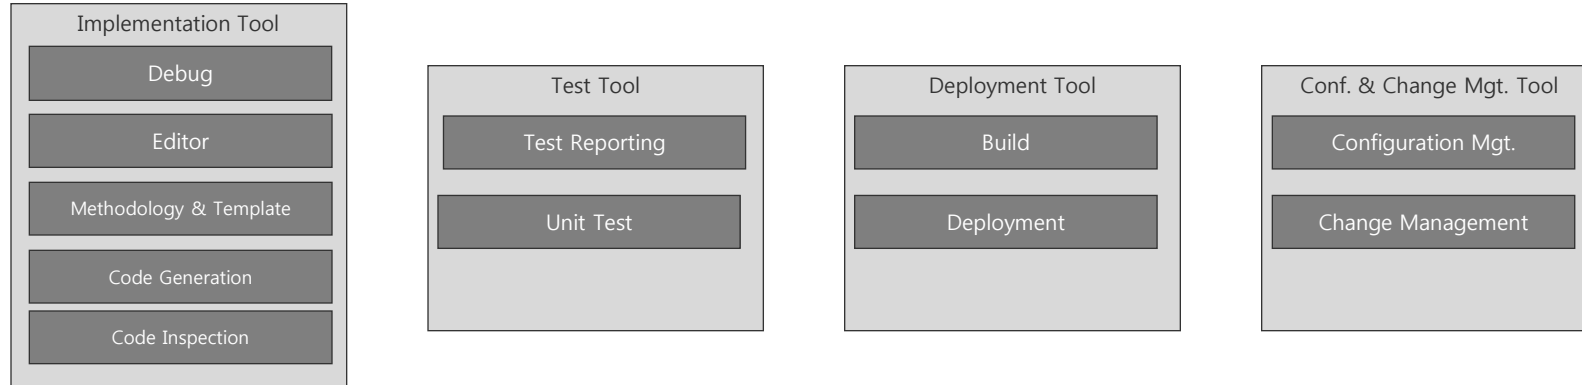 Implementation Tool
Debug
Editor
Methodology & Template
Code Generation
Code Inspection
Test Tool
Test Reporting
Unit Test
Deployment Tool
Build
Deployment
Conf. & Change Mgt. Tool
Configuration Mgt.
Change Management